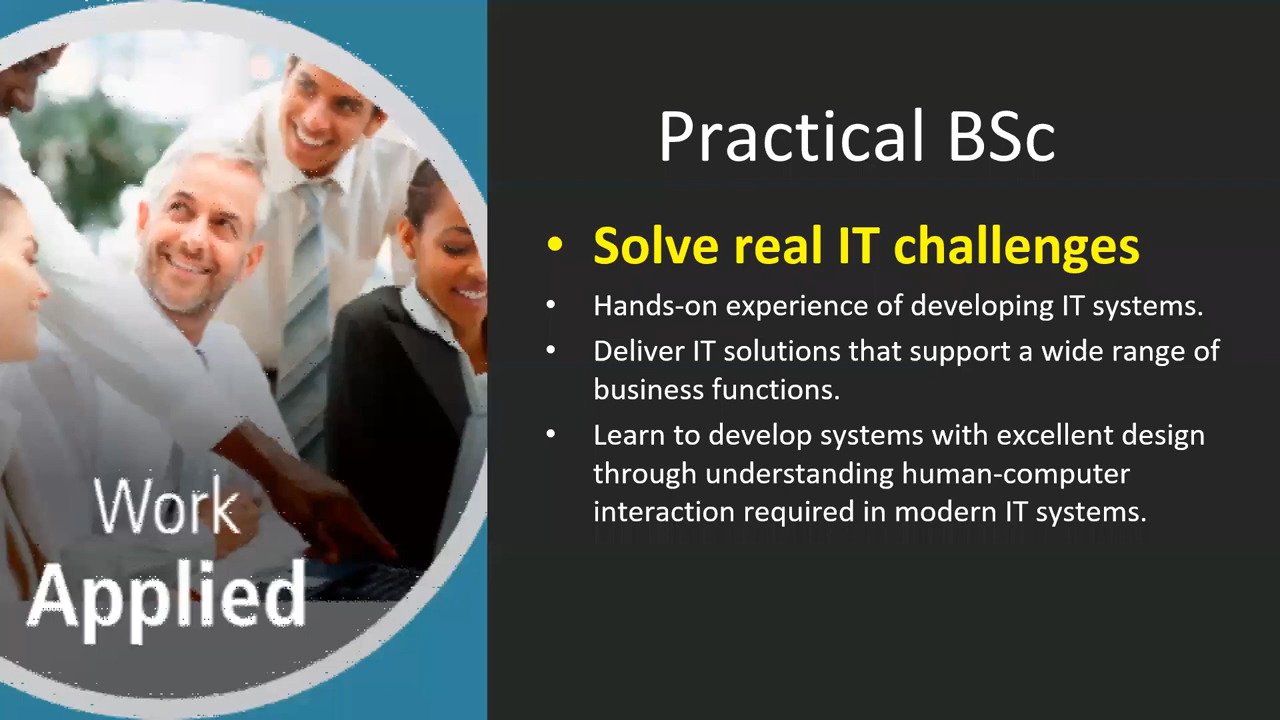 Practical BSc
• Solve real IT challenges
• Hands-on experience of developing IT systems.
• Deliver IT solutions that support a wide range of
business functions.
• Learn to develop systems with excellent design
through understanding human-computer
interaction required in modern IT systems.
Work
Applied